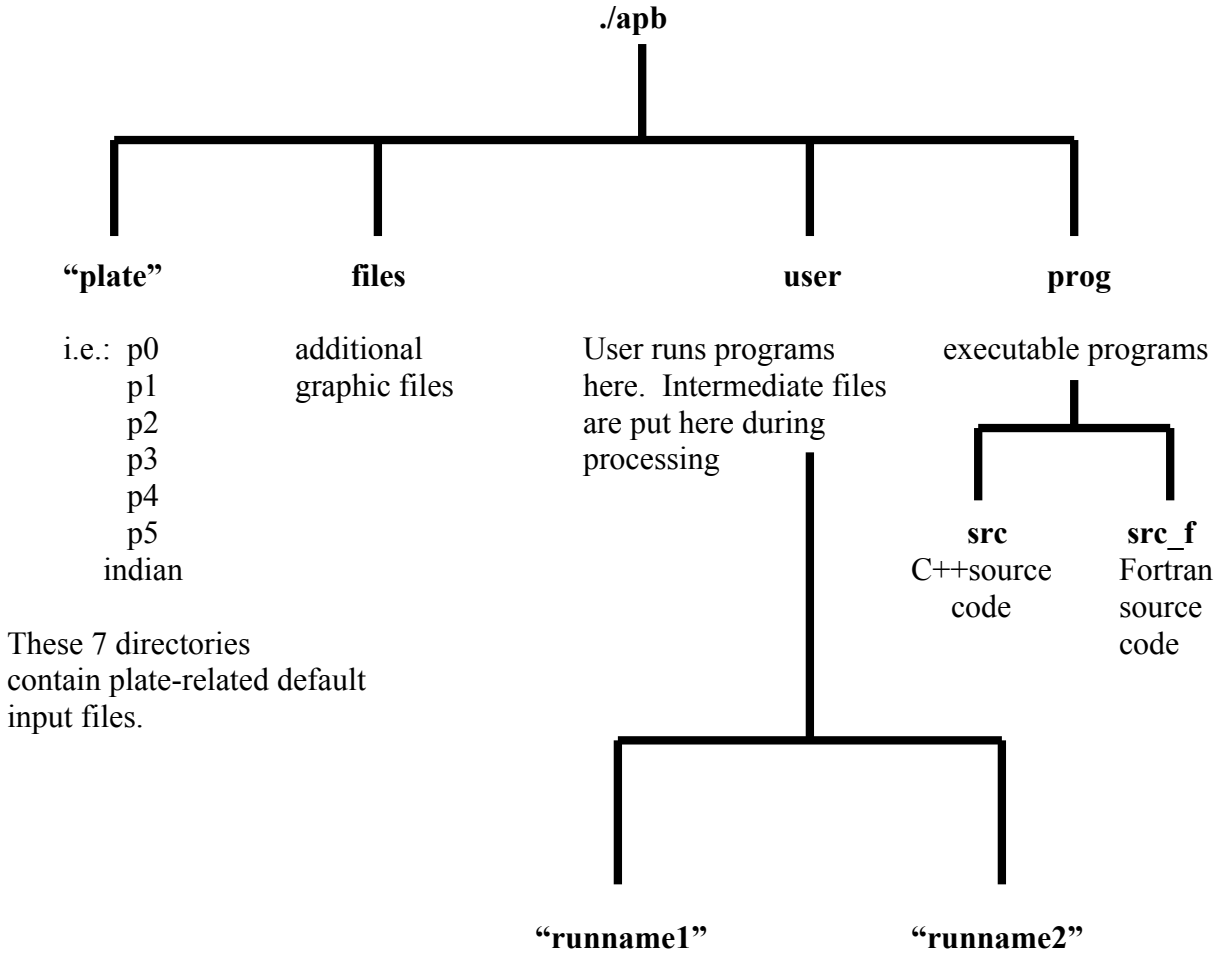 ./apb
“plate”
files
user
prog
i.e.: p0
p1
p2
p3
p4
p5
indian
These 7 directories
contain plate-related default
input files.
additional
graphic files
User runs programs
here.  Intermediate files
are put here during
processing
executable programs
src
C++source
code
src_f
Fortran
source
code
“runname1”
“runname2”